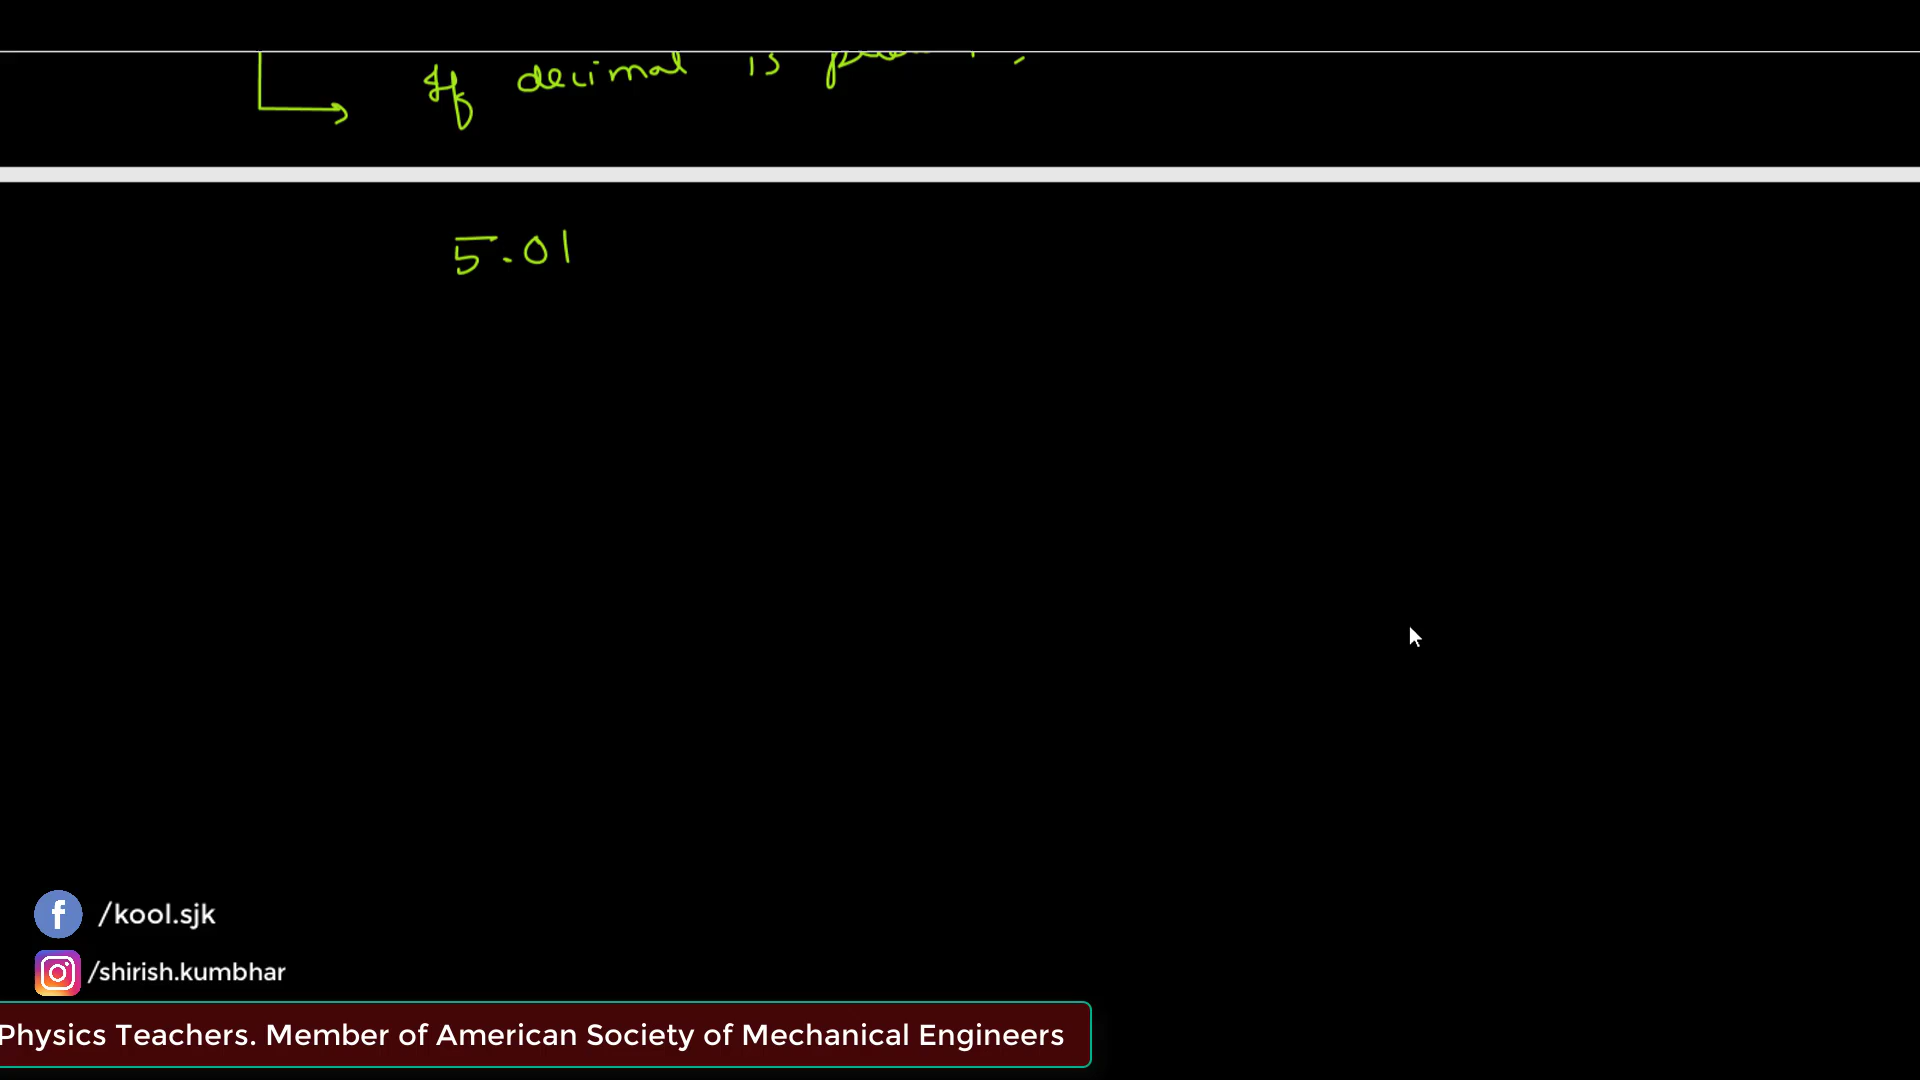 If decimal is
5.01
/kool.sjk
/shirish.kumbhar
Physics Teachers. Member of American Society of Mechanical Engineers